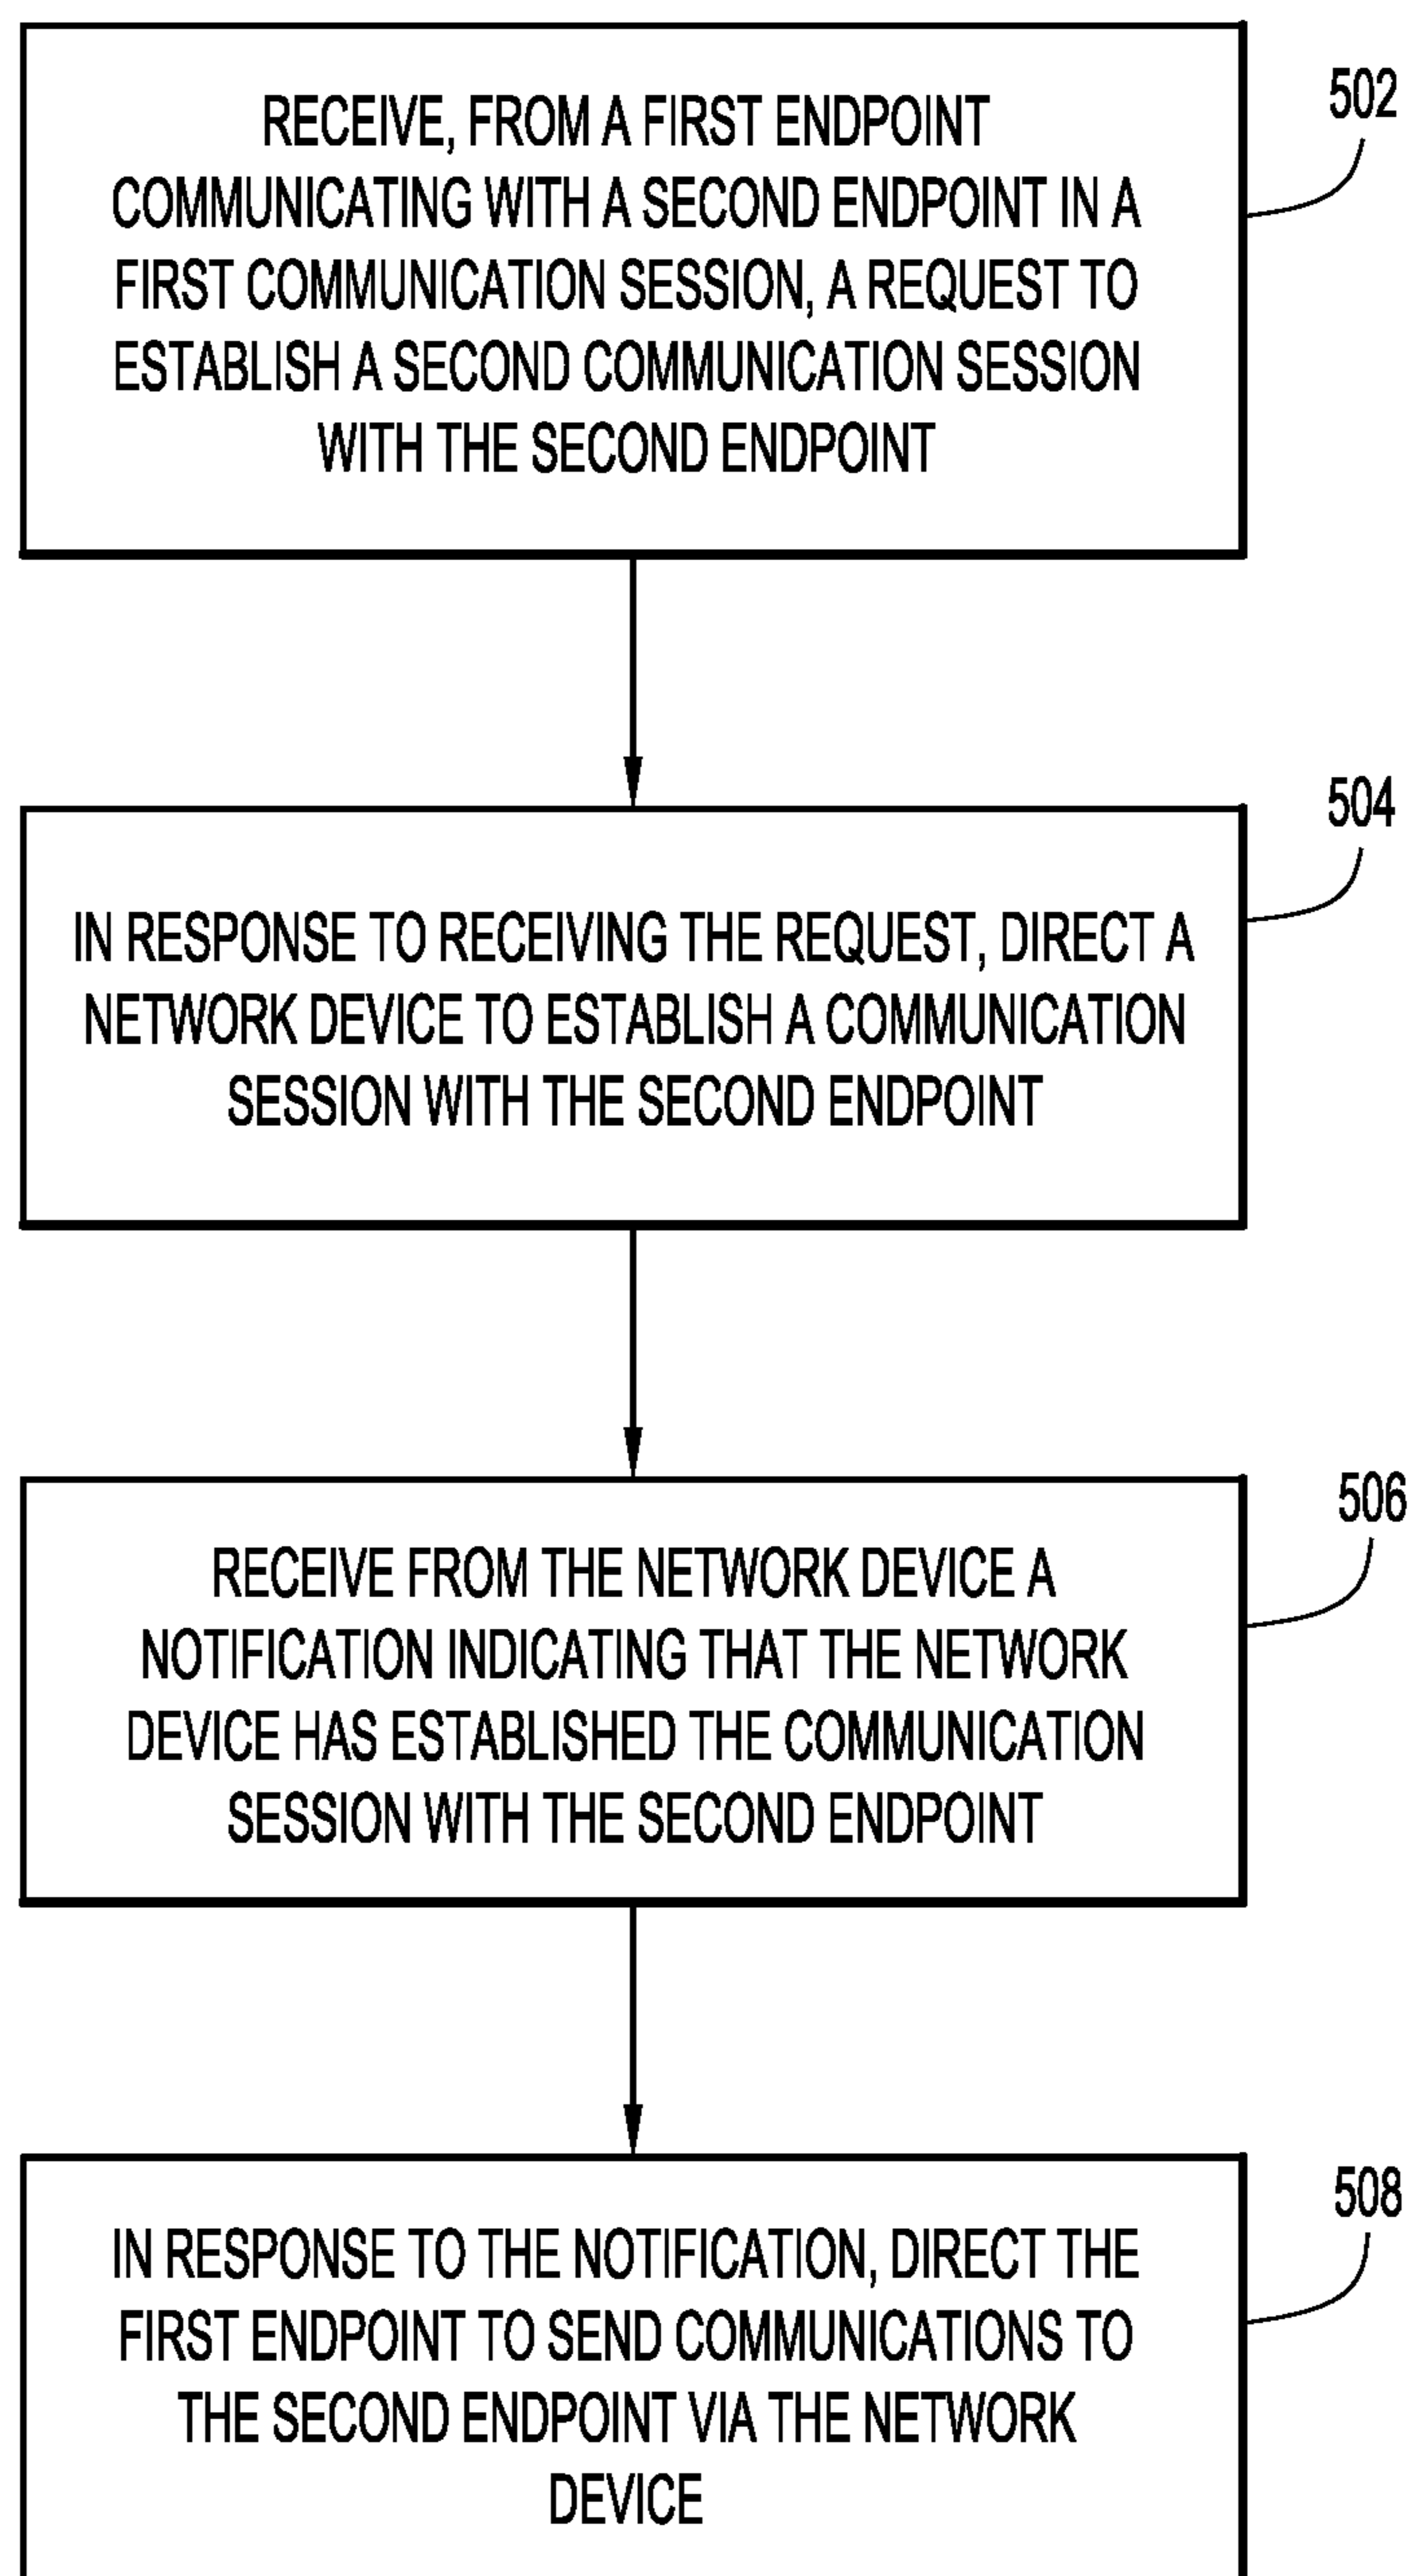 502
RECEIVE, FROM A FIRST ENDPOINT
COMMUNICATING WITH A SECOND ENDPOINT IN A
FIRST COMMUNICATION SESSION, A REQUEST TO
ESTABLISH A SECOND COMMUNICATION SESSION
WITH THE SECOND ENDPOINT
504
IN RESPONSE TO RECEIVING THE REQUEST, DIRECT A
NETWORK DEVICE TO ESTABLISH A COMMUNICATION
SESSION WITH THE SECOND ENDPOINT
506
RECEIVE FROM THE NETWORK DEVICE A
NOTIFICATION INDICATING THAT THE NETWORK
DEVICE HAS ESTABLISHED THE COMMUNICATION
SESSION WITH THE SECOND ENDPOINT
508
IN RESPONSE TO THE NOTIFICATION, DIRECT THE
FIRST ENDPOINT TO SEND COMMUNICATIONS TO
THE SECOND ENDPOINT VIA THE NETWORK
DEVICE